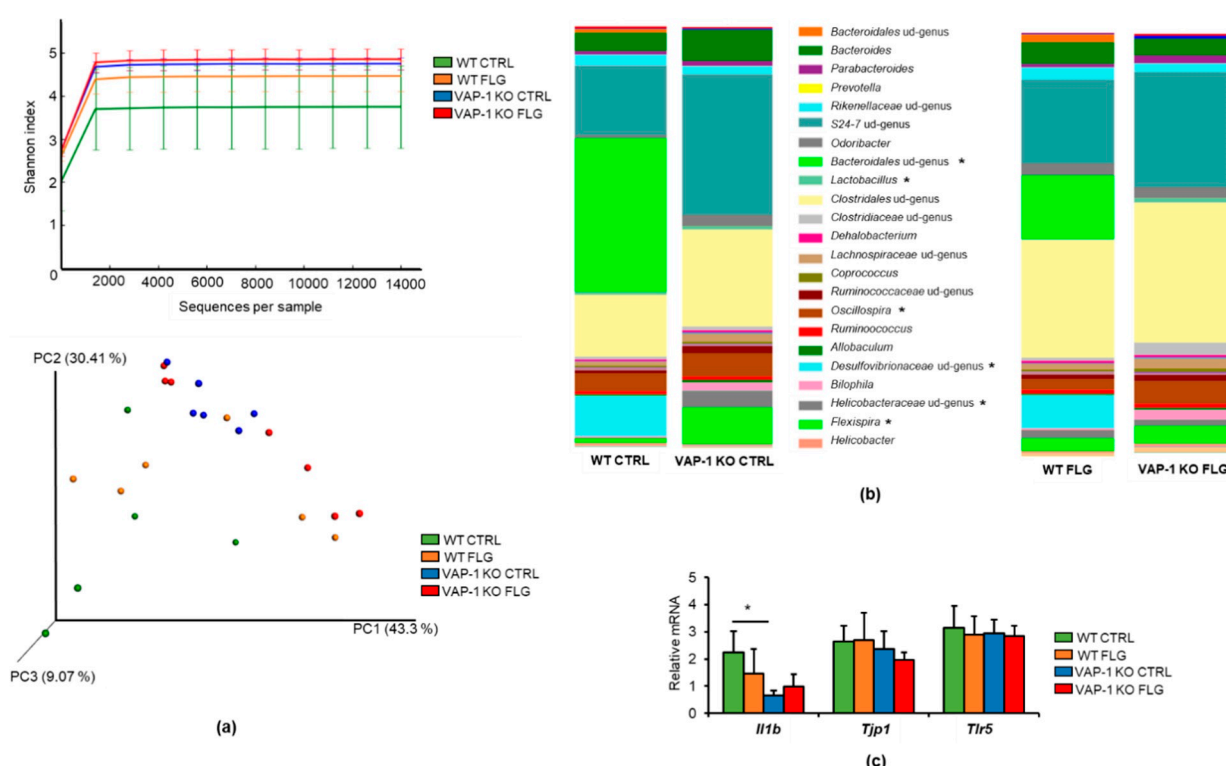 5
4
3
2
1
0
Shannon index
2000 4000 6000 8000 10000 12000 14000
Sequences per sample
WT CTRL
WT FLG
VAP-1 KO CTRL
VAP-1 KO FLG
PC2 (30.41 %)
PC1 (43.3 %)
PC3 (9.07 %)
WT CTRL
WT FLG
VAP-1 KO CTRL
VAP-1 KO FLG
(a)
Bacteroidales ud-genus
Bacteroides
Parabacteroides
Prevotella
Rikenellaceae ud-genus
S24-7 ud-genus
Odoribacter
Bacteroidales ud-genus *
Lactobacillus *
Clostridales ud-genus
Clostridiaceae ud-genus
Dehalobacterium
Lachnospiraceae ud-genus
Coprococcus
Ruminococcaceae ud-genus
Oscillospira *
Ruminoococcus
Allobaculum
Desulfovibrionaceae ud-genus *
Bilophila
Helicobacteraceae ud-genus *
Flexispira *
Helicobacter
WT CTRL VAP-1 KO CTRL
WT FLG VAP-1 KO FLG
(b)
5
4
3
2
1
0
Relative mRNA
*
Il1b Tjp1 Tlr5
WT CTRL
WT FLG
VAP-1 KO CTRL
VAP-1 KO FLG
(c)